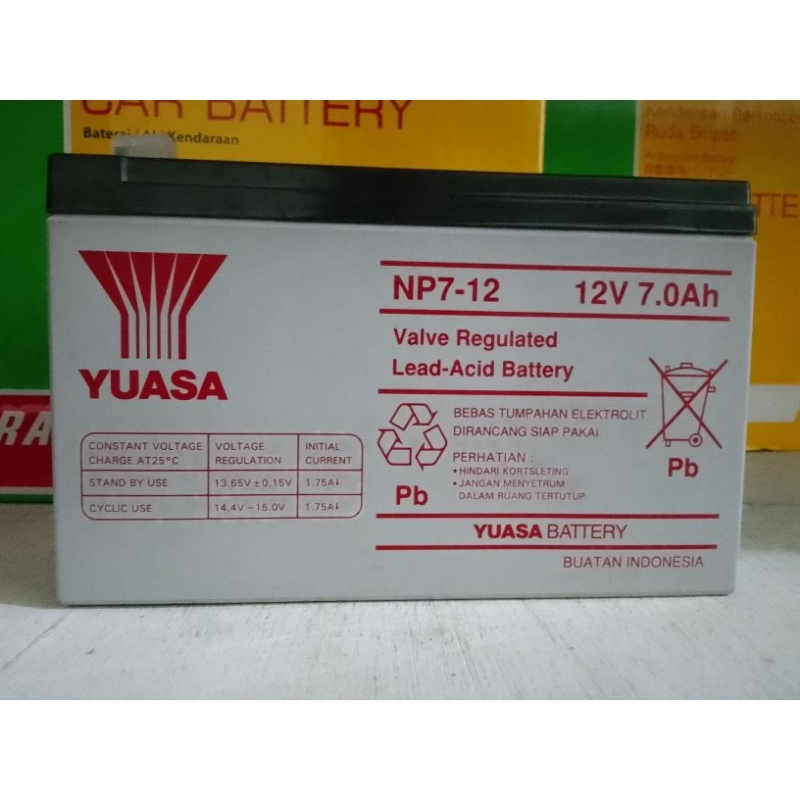 CAR BATTERY
Kendaraan
Roda Empat
YUASA
NP7-12 12V 7.0Ah
Valve Regulated
Lead-Acid Battery
CONSTANT VOLTAGE CHARGE AT25°C VOLTAGE REGULATION INITIAL CURRENT
STAND BY USE 13.65V ± 0.15V 1.75A↓
CYCLIC USE 14.4V ~ 15.0V 1.75A↓
BEBAS TUMPAHAN ELEKTROLIT
DIRANCANG SIAP PAKAI
PERHATIAN :
• HINDARI KORTSLETING
• JANGAN MENYETRUM
DALAM RUANG TERTUTUP
Pb
Pb
YUASA BATTERY
BUATAN INDONESIA